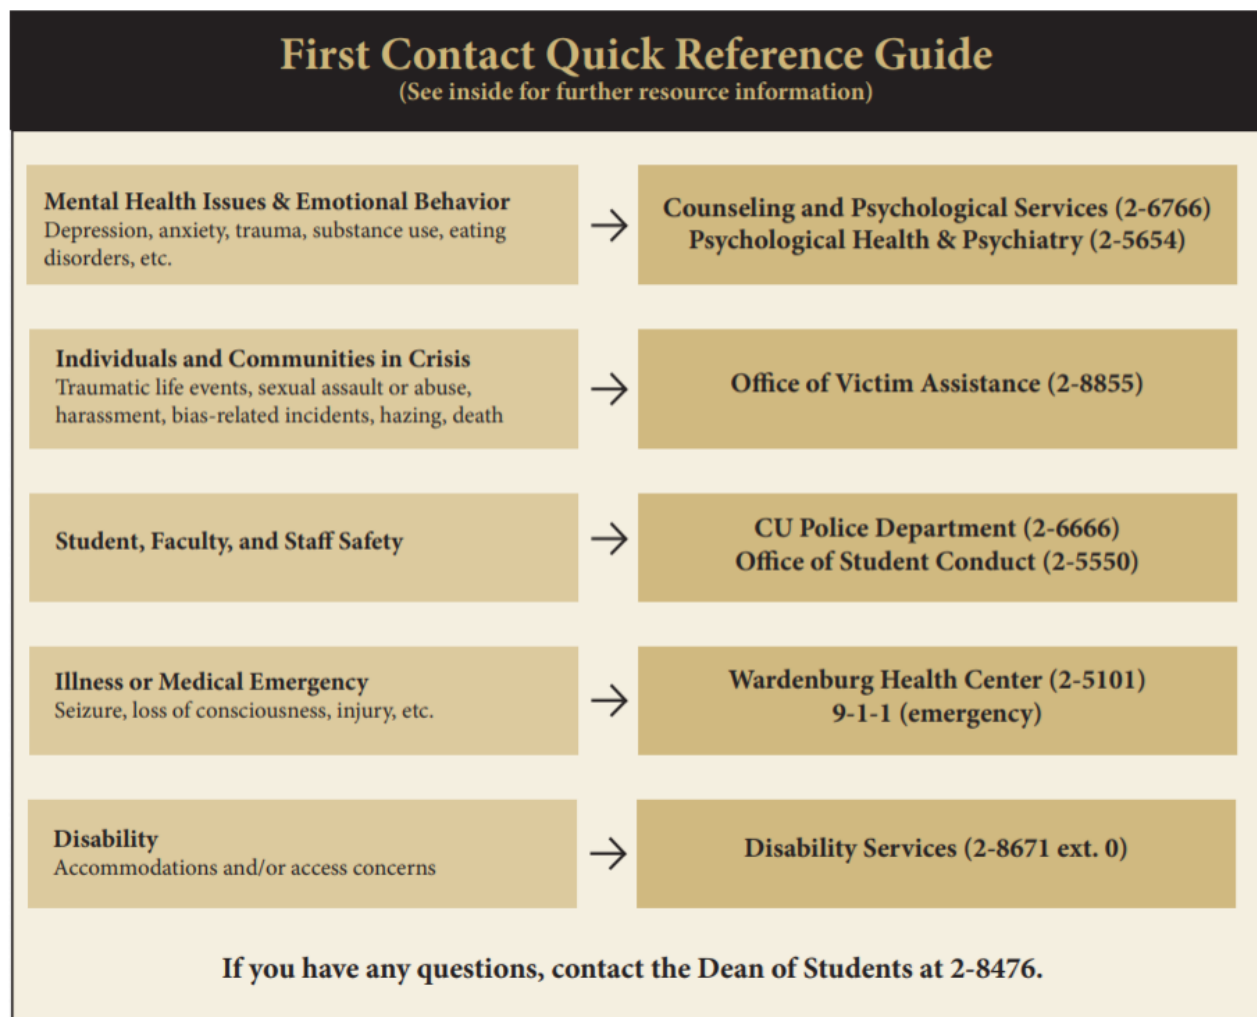 First Contact Quick Reference Guide
(See inside for further resource information)
Mental Health Issues & Emotional Behavior
Depression, anxiety, trauma, substance use, eating
disorders, etc.
→
Counseling and Psychological Services (2-6766)
Psychological Health & Psychiatry (2-5654)
Individuals and Communities in Crisis
Traumatic life events, sexual assault or abuse,
harassment, bias-related incidents, hazing, death
→
Office of Victim Assistance (2-8855)
Student, Faculty, and Staff Safety
→
CU Police Department (2-6666)
Office of Student Conduct (2-5550)
Illness or Medical Emergency
Seizure, loss of consciousness, injury, etc.
→
Wardenburg Health Center (2-5101)
9-1-1 (emergency)
Disability
Accommodations and/or access concerns
→
Disability Services (2-8671 ext. 0)
If you have any questions, contact the Dean of Students at 2-8476.